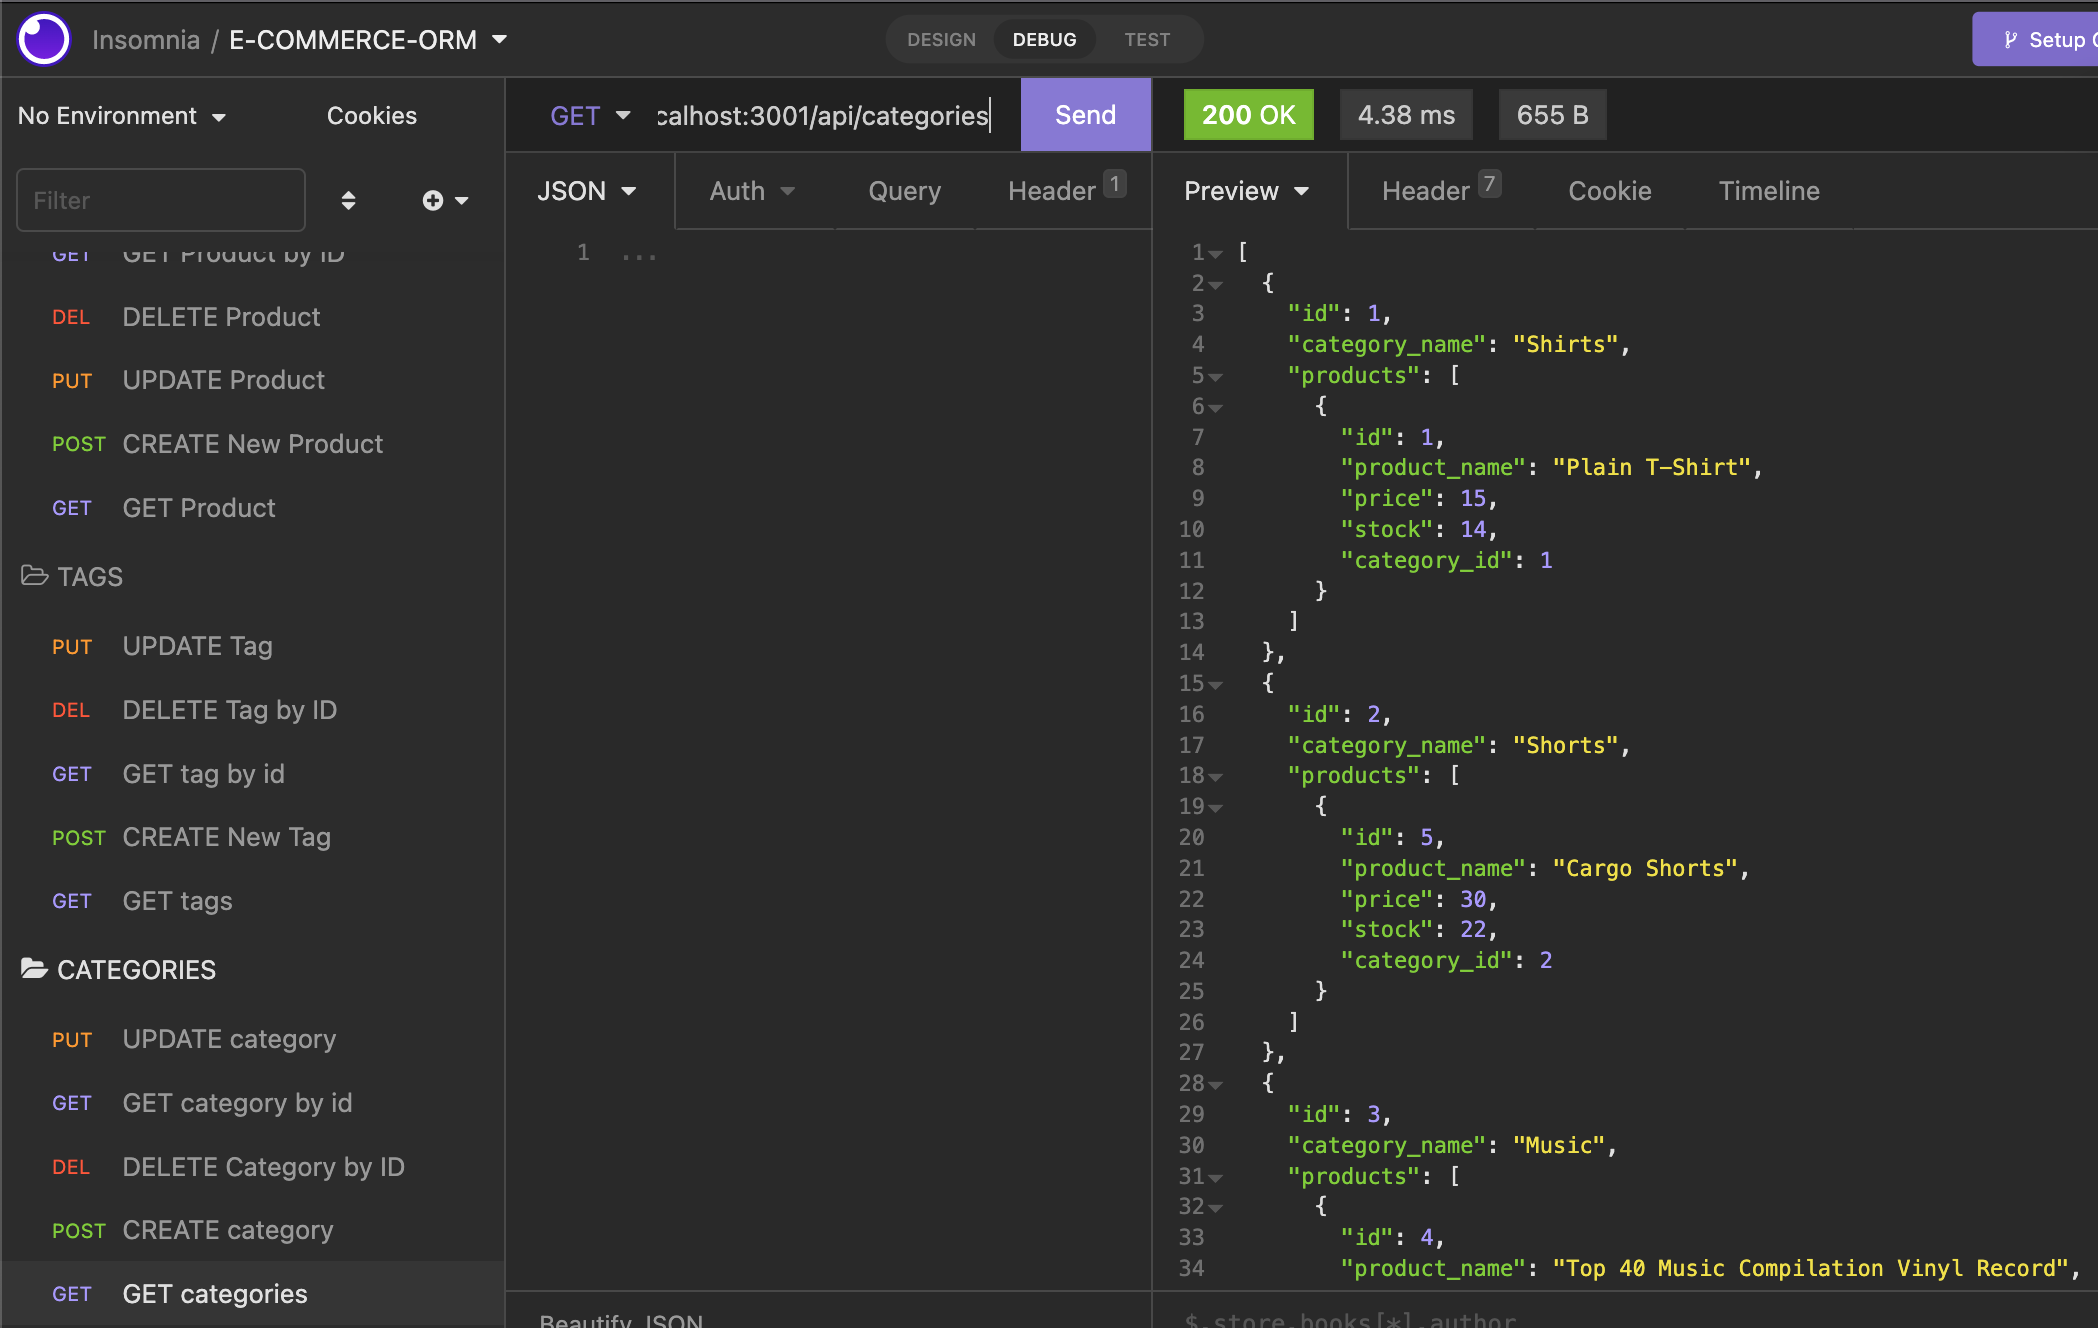 Insomnia / E-COMMERCE-ORM
DESIGN DEBUG TEST
Setup
No Environment Cookies
GET calhost:3001/api/categories Send
200 OK 4.38 ms 655 B
Filter
JSON Auth Query Header 1
Preview Header 7 Cookie Timeline
GET GET Product by ID
DEL DELETE Product
PUT UPDATE Product
POST CREATE New Product
GET GET Product
TAGS
PUT UPDATE Tag
DEL DELETE Tag by ID
GET GET tag by id
POST CREATE New Tag
GET GET tags
CATEGORIES
PUT UPDATE category
GET GET category by id
DEL DELETE Category by ID
POST CREATE category
GET GET categories
1 ...
Beautify JSON
1 [
2 {
3 "id": 1,
4 "category_name": "Shirts",
5 "products": [
6 {
7 "id": 1,
8 "product_name": "Plain T-Shirt",
9 "price": 15,
10 "stock": 14,
11 "category_id": 1
12 }
13 ]
14 },
15 {
16 "id": 2,
17 "category_name": "Shorts",
18 "products": [
19 {
20 "id": 5,
21 "product_name": "Cargo Shorts",
22 "price": 30,
23 "stock": 22,
24 "category_id": 2
25 }
26 ]
27 },
28 {
29 "id": 3,
30 "category_name": "Music",
31 "products": [
32 {
33 "id": 4,
34 "product_name": "Top 40 Music Compilation Vinyl Record",
$.store.books[*].author